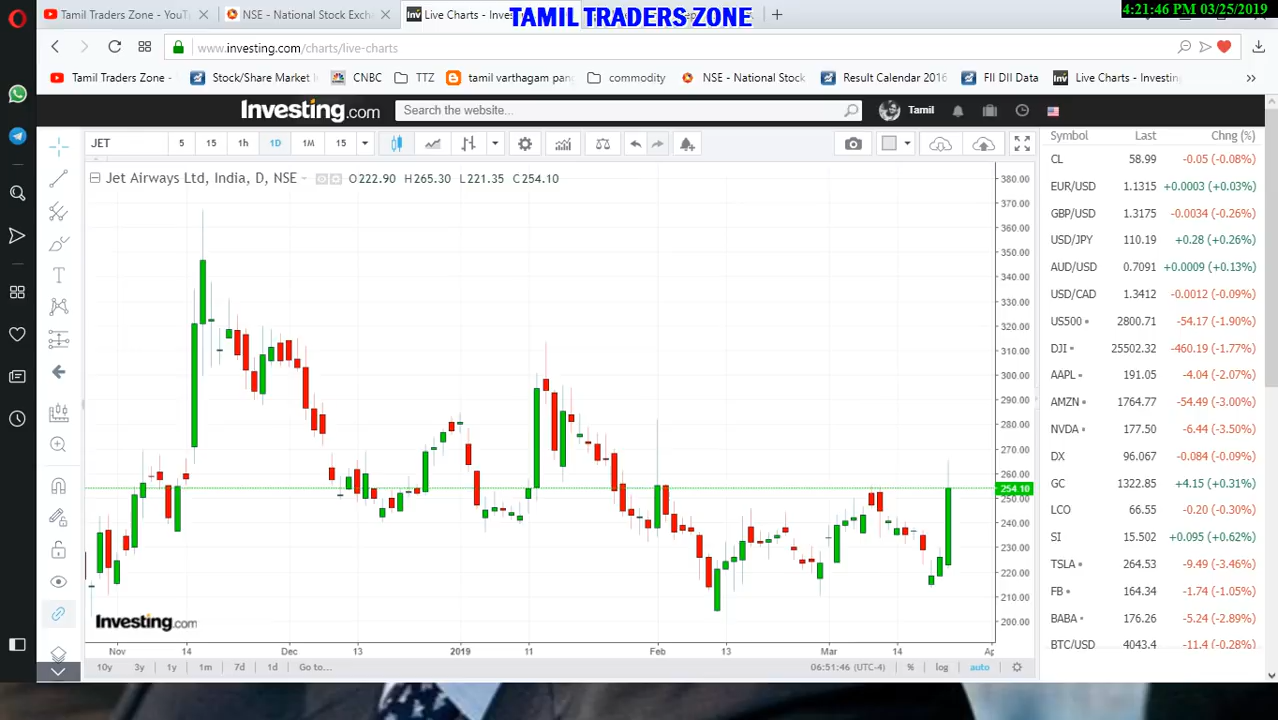 Tamil Traders Zone - YouT
NSE - National Stock Exch
Live Charts - Inves
TAMIL TRADERS ZONE
4:21:46 PM 03/25/2019
www.investing.com/charts/live-charts
Tamil Traders Zone -
Stock/Share Market I
CNBC
TTZ
tamil varthagam pan
commodity
NSE - National Stock
Result Calendar 2016
FII DII Data
Live Charts - Investin
Investing.com
Search the website...
Tamil
JET
5
15
1h
1D
1M
15
Jet Airways Ltd, India, D, NSE
O222.90 H265.30 L221.35 C254.10
380.00
370.00
360.00
350.00
340.00
330.00
320.00
310.00
300.00
290.00
280.00
270.00
260.00
254.10
250.00
240.00
230.00
220.00
210.00
200.00
Investing.com
Nov 14 Dec 13 2019 11 Feb 13 Mar 14 Ap
10y 3y 1y 1m 7d 1d Go to...
06:51:46 (UTC-4) % log auto
Symbol Last Chng (%)
CL 58.99 -0.05 (-0.08%)
EUR/USD 1.1315 +0.0003 (+0.03%)
GBP/USD 1.3175 -0.0034 (-0.26%)
USD/JPY 110.19 +0.28 (+0.26%)
AUD/USD 0.7091 +0.0009 (+0.13%)
USD/CAD 1.3412 -0.0012 (-0.09%)
US500 2800.71 -54.17 (-1.90%)
DJI 25502.32 -460.19 (-1.77%)
AAPL 191.05 -4.04 (-2.07%)
AMZN 1764.77 -54.49 (-3.00%)
NVDA 177.50 -6.44 (-3.50%)
DX 96.067 -0.084 (-0.09%)
GC 1322.85 +4.15 (+0.31%)
LCO 66.55 -0.20 (-0.30%)
SI 15.502 +0.095 (+0.62%)
TSLA 264.53 -9.49 (-3.46%)
FB 164.34 -1.74 (-1.05%)
BABA 176.26 -5.24 (-2.89%)
BTC/USD 4043.4 -11.4 (-0.28%)